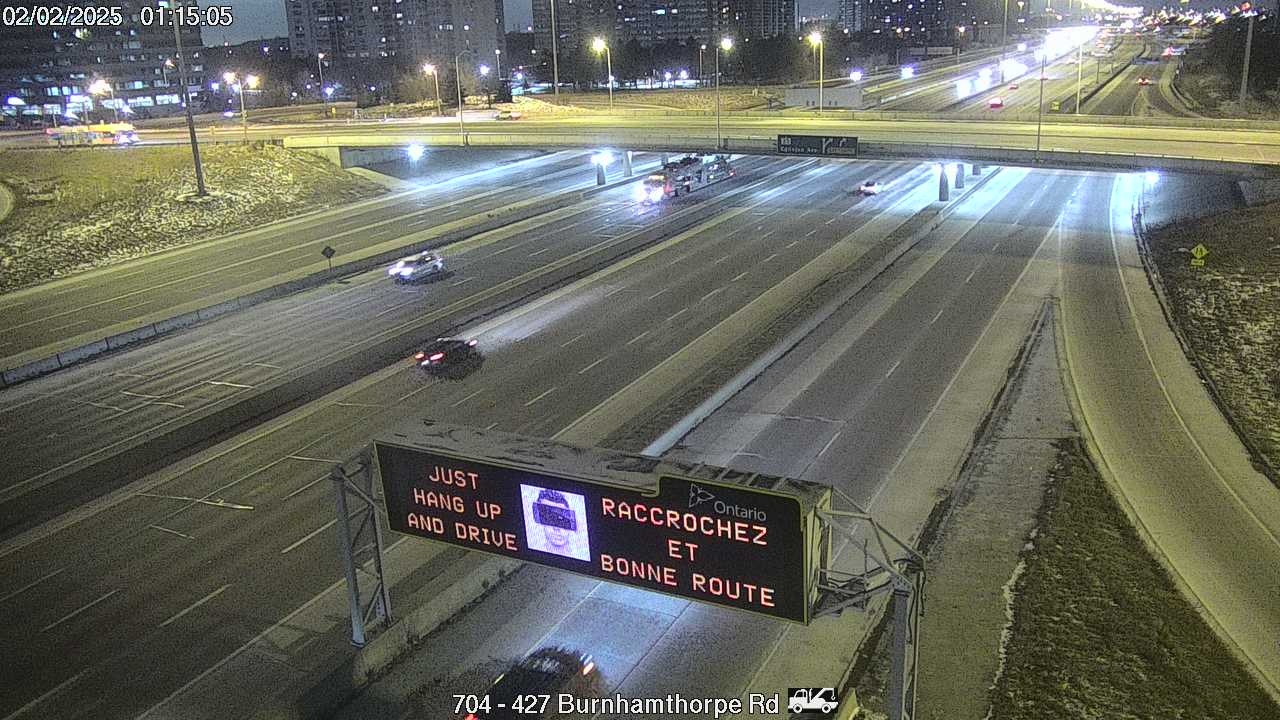 02/02/2025 01:15:05
JUST
HANG UP
AND DRIVE
Ontario
RACCROCHEZ
ET
BONNE ROUTE
704 - 427 Burnhamthorpe Rd